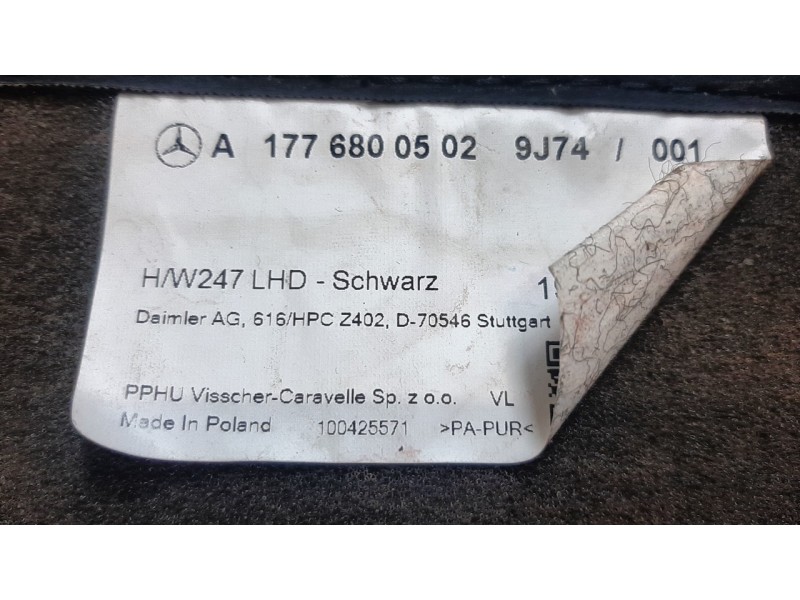 A 177 680 05 02 9J74 / 001
H/W247 LHD - Schwarz
Daimler AG, 616/HPC Z402, D-70546 Stuttgart
PPHU Visscher-Caravelle Sp. z o.o. VL
Made In Poland 100425571 >PA-PUR<